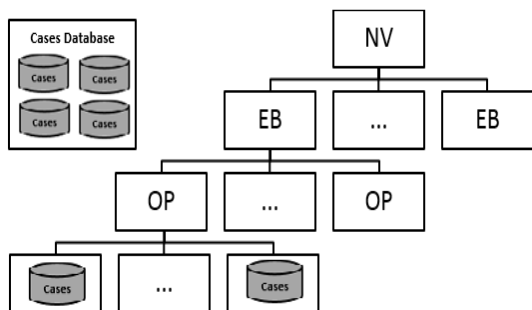 Cases Database
Cases Cases
Cases Cases
NV
EB ... EB
OP ... OP
Cases ... Cases